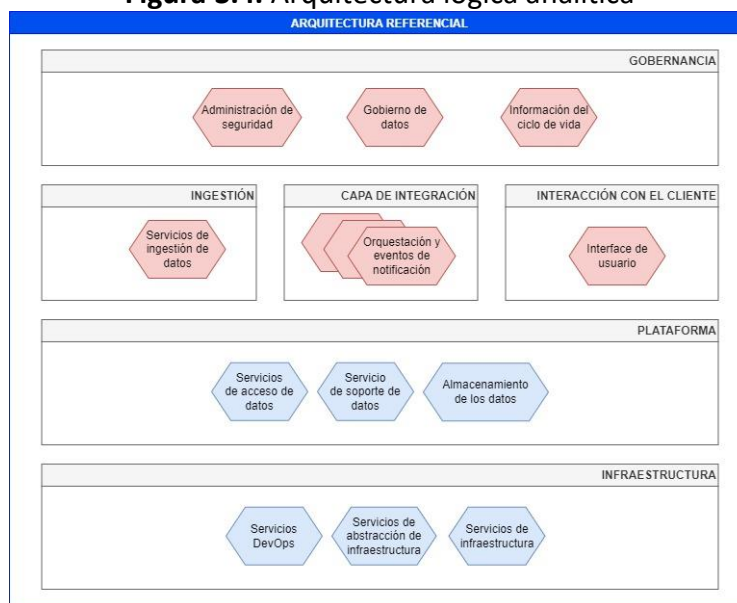 Figura 3.4. Arquitectura lógica analítica
ARQUITECTURA REFERENCIAL
GOBERNANCIA
Administración de
seguridad
Gobierno de
datos
Información del
ciclo de vida
INGESTIÓN
Servicios de
ingestión de
datos
CAPA DE INTEGRACIÓN
Orquestación y
eventos de
notificación
INTERACCIÓN CON EL CLIENTE
Interface de
usuario
PLATAFORMA
Servicios
de acceso de
datos
Servicio
de soporte de
datos
Almacenamiento
de los datos
INFRAESTRUCTURA
Servicios
DevOps
Servicios de
abstracción de
infraestructura
Servicios de
infraestructura